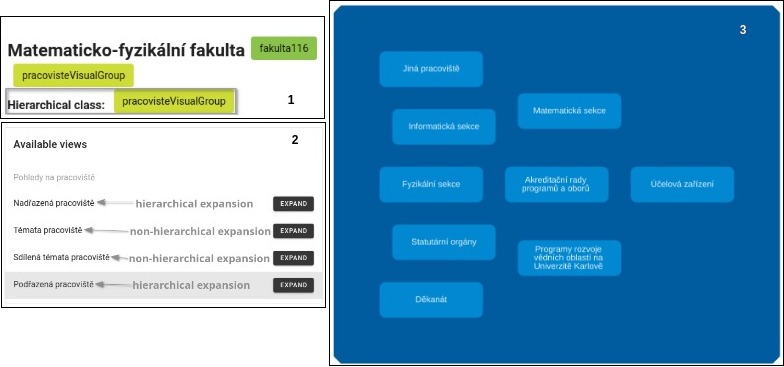 Matematicko-fyzikální fakulta fakulta116
pracovisteVisualGroup
Hierarchical class: pracovisteVisualGroup 1
Available views 2
Pohledy na pracoviště
Nadřazená pracoviště hierarchical expansion EXPAND
Témata pracoviště non-hierarchical expansion EXPAND
Sdílená témata pracoviště non-hierarchical expansion EXPAND
Podřazená pracoviště hierarchical expansion EXPAND
3
Jiná pracoviště
Matematická sekce
Informatická sekce
Fyzikální sekce
Akreditační rady
programů a oborů
Účelová zařízení
Statutární orgány
Programy rozvoje
vědních oblastí na
Univerzitě Karlově
Děkanát